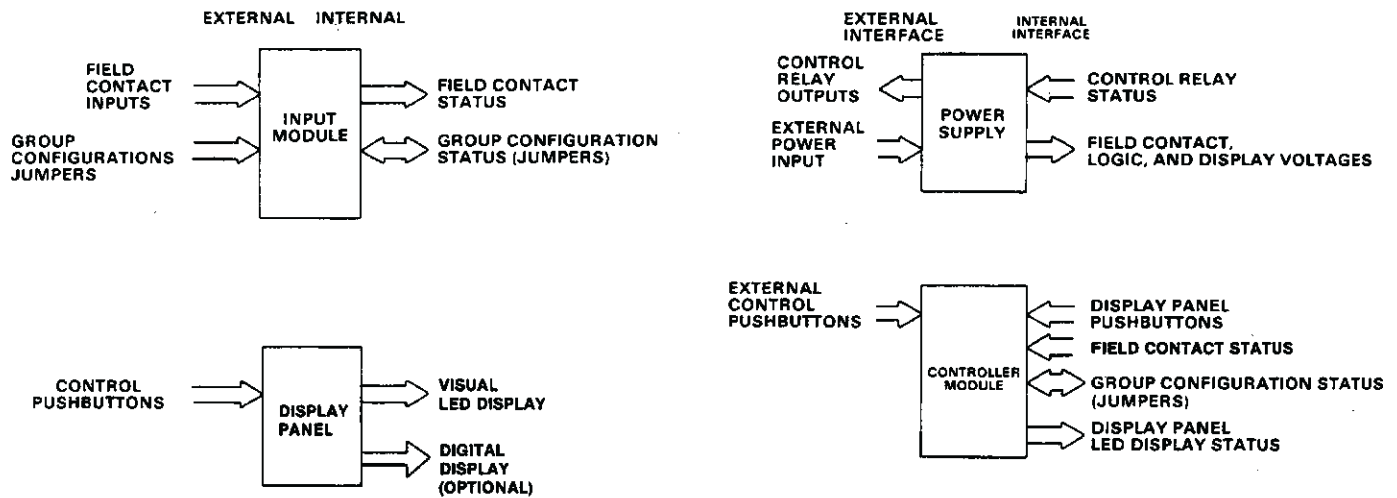 EXTERNAL INTERNAL
FIELD
CONTACT
INPUTS
INPUT
MODULE
FIELD CONTACT
STATUS
GROUP
CONFIGURATIONS
JUMPERS
GROUP CONFIGURATION
STATUS (JUMPERS)
EXTERNAL
INTERFACE
INTERNAL
INTERFACE
CONTROL
RELAY
OUTPUTS
POWER
SUPPLY
CONTROL RELAY
STATUS
EXTERNAL
POWER
INPUT
FIELD CONTACT,
LOGIC, AND DISPLAY VOLTAGES
CONTROL
PUSHBUTTONS
DISPLAY
PANEL
VISUAL
LED DISPLAY
DIGITAL
DISPLAY
(OPTIONAL)
EXTERNAL
CONTROL
PUSHBUTTONS
CONTROLLER
MODULE
DISPLAY PANEL
PUSHBUTTONS
FIELD CONTACT STATUS
GROUP CONFIGURATION STATUS
(JUMPERS)
DISPLAY PANEL
LED DISPLAY STATUS